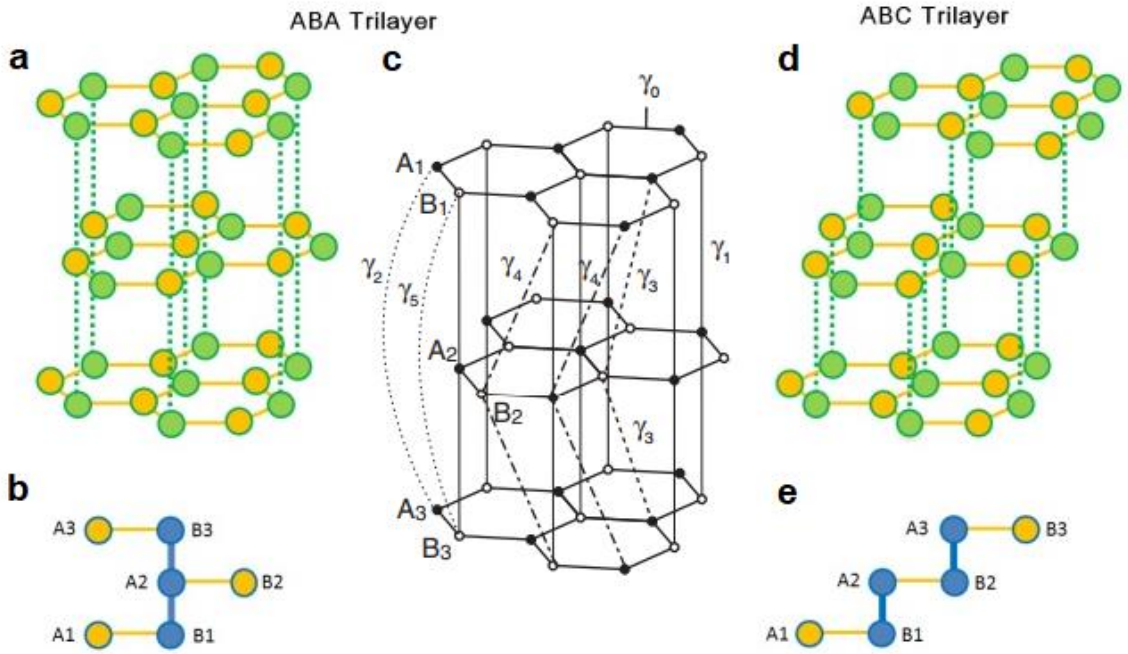 ABA Trilayer
ABC Trilayer
a
c
d
γ0
A1
B1
γ2
γ5
γ4
γ4
γ3
γ1
A2
B2
γ3
A3
B3
b
A3
B3
A2
B2
A1
B1
e
A3
B3
A2
B2
A1
B1